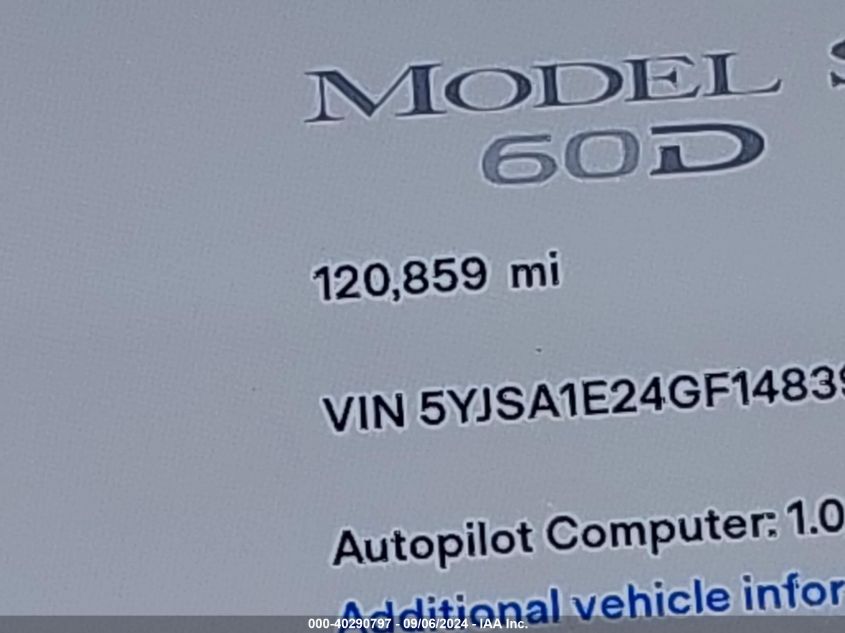 MODEL S
60D
120,859 mi
VIN 5YJSA1E24GF14839
Autopilot Computer: 1.0
Additional vehicle infor
000-40290797 - 09/06/2024 - IAA Inc.